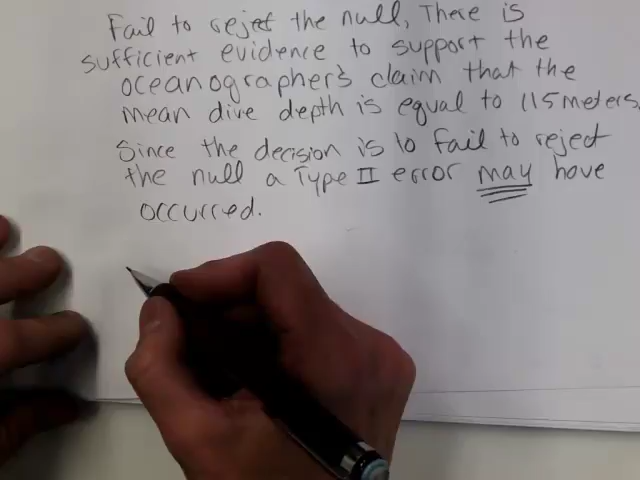 Fail to reject the null, There is
sufficient evidence to support the
oceanographer's claim that the
mean dive depth is equal to 115 meters.
Since the decision is to fail to reject
the null a Type II error may have
occurred.